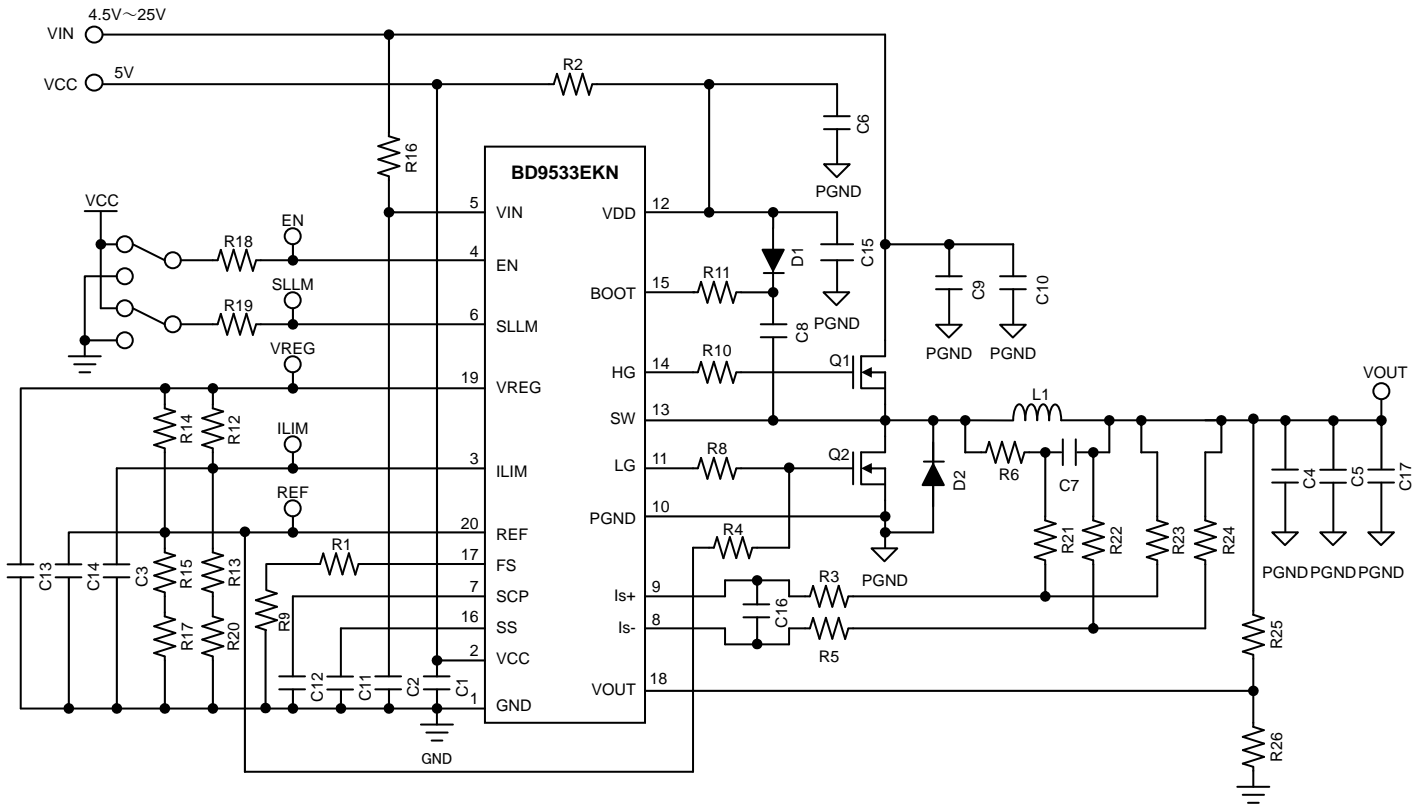 4.5V～25V
VIN
VCC
5V
R2
C6
PGND
R16
BD9533EKN
VCC
5
VIN
VDD
12
EN
R18
4
EN
D1
C15
SLLM
R11
BOOT
15
PGND
C9
C10
PGND
PGND
R19
6
SLLM
C8
VREG
19
VREG
HG
14
R10
Q1
VOUT
SW
13
L1
R14
R12
ILIM
3
ILIM
LG
11
R8
Q2
D2
R6
C7
C4
C5
C17
REF
20
REF
PGND
10
R4
PGND
R21
R22
R23
R24
PGND
PGND
PGND
R1
17
FS
C13
C14
C3
R15
R13
R9
7
SCP
Is+
9
C16
R3
16
SS
Is-
8
R5
R17
R20
R25
2
VCC
C12
C11
C2
C1
VOUT
18
1
GND
GND
R26